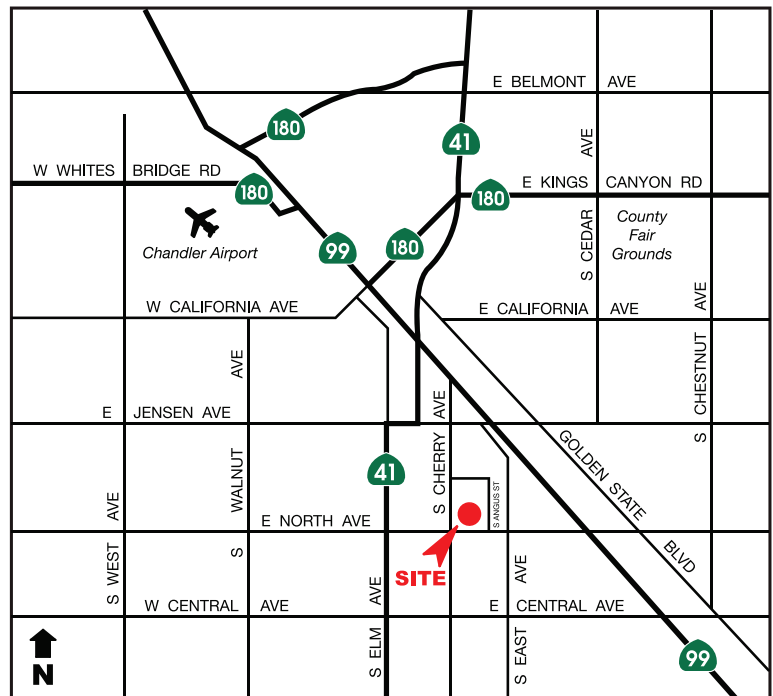 E BELMONT AVE
180
41
W WHITES BRIDGE RD
180
E KINGS CANYON RD
180
AVE
S CEDAR
County
Fair
Grounds
Chandler Airport
99
180
W CALIFORNIA AVE
E CALIFORNIA AVE
AVE
S CHESTNUT
AVE
S WALNUT
E JENSEN AVE
AVE
S CHERRY
GOLDEN STATE
BLVD
41
S ANGUS ST
E NORTH AVE
AVE
S WEST
SITE
AVE
S ELM
AVE
S EAST
W CENTRAL AVE
E CENTRAL AVE
N
99